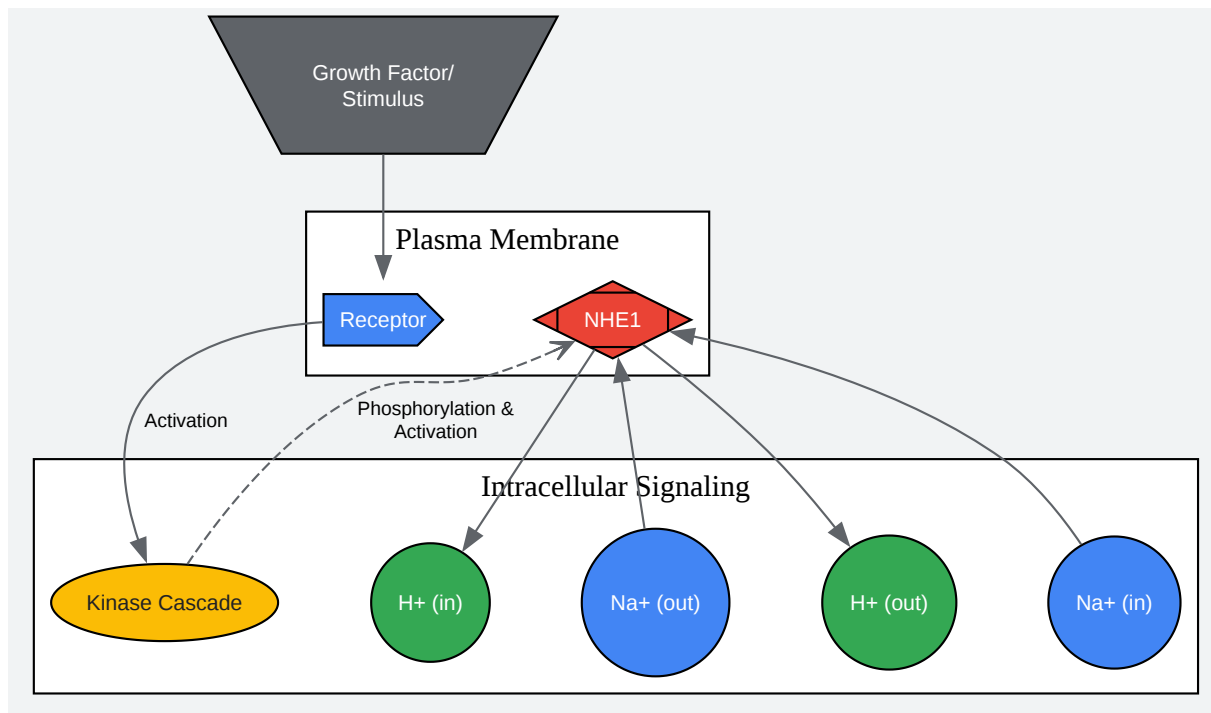 Growth Factor/
Stimulus
Plasma Membrane
Receptor
NHE1
Activation
Phosphorylation &
Activation
Intracellular Signaling
Kinase Cascade
H+ (in)
Na+ (out)
H+ (out)
Na+ (in)